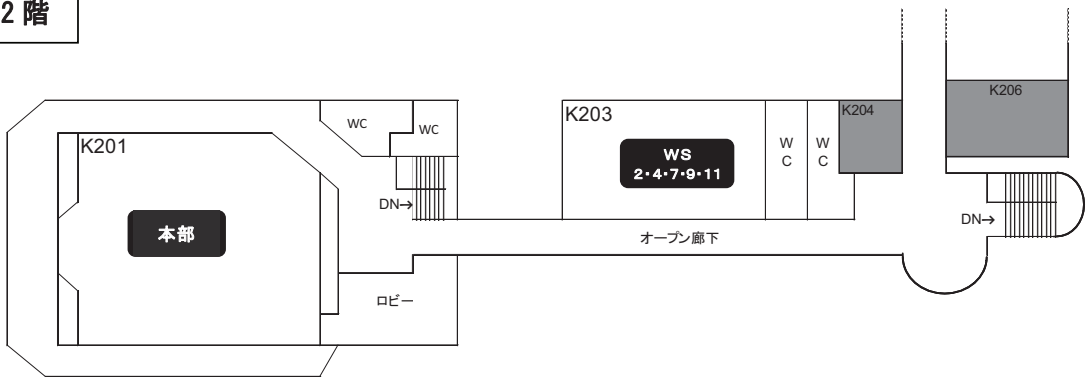 2階
K201
本部
WC
WC
DN→
ロビー
K203
WS
2・4・7・9・11
W
C
W
C
K204
K206
オープン廊下
DN→